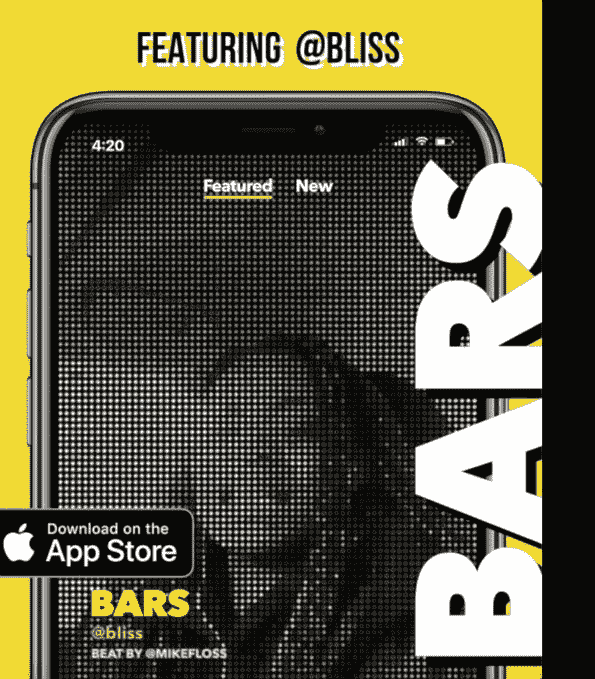 FEATURING @BLISS
4:20
Featured New
BARS
Download on the
App Store
BARS
@bliss
BEAT BY @MIKEFLOSS